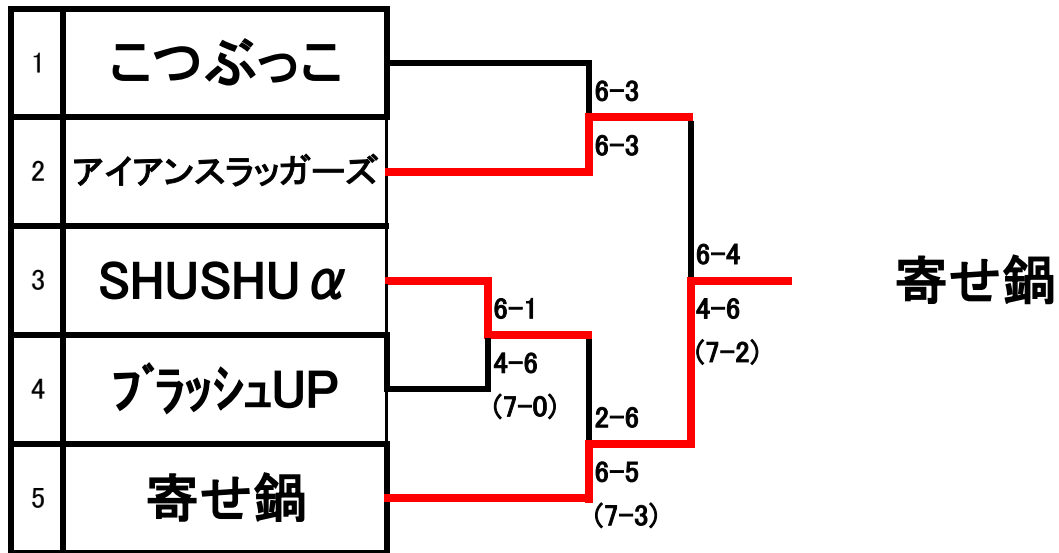 1 こつぶっこ
2 アイアンスラッガーズ
3 SHUSHUα
4 ブラッシュUP
5 寄せ鍋
6-3
6-3
6-1
4-6
(7-0)
2-6
6-5
(7-3)
6-4
4-6
(7-2)
寄せ鍋